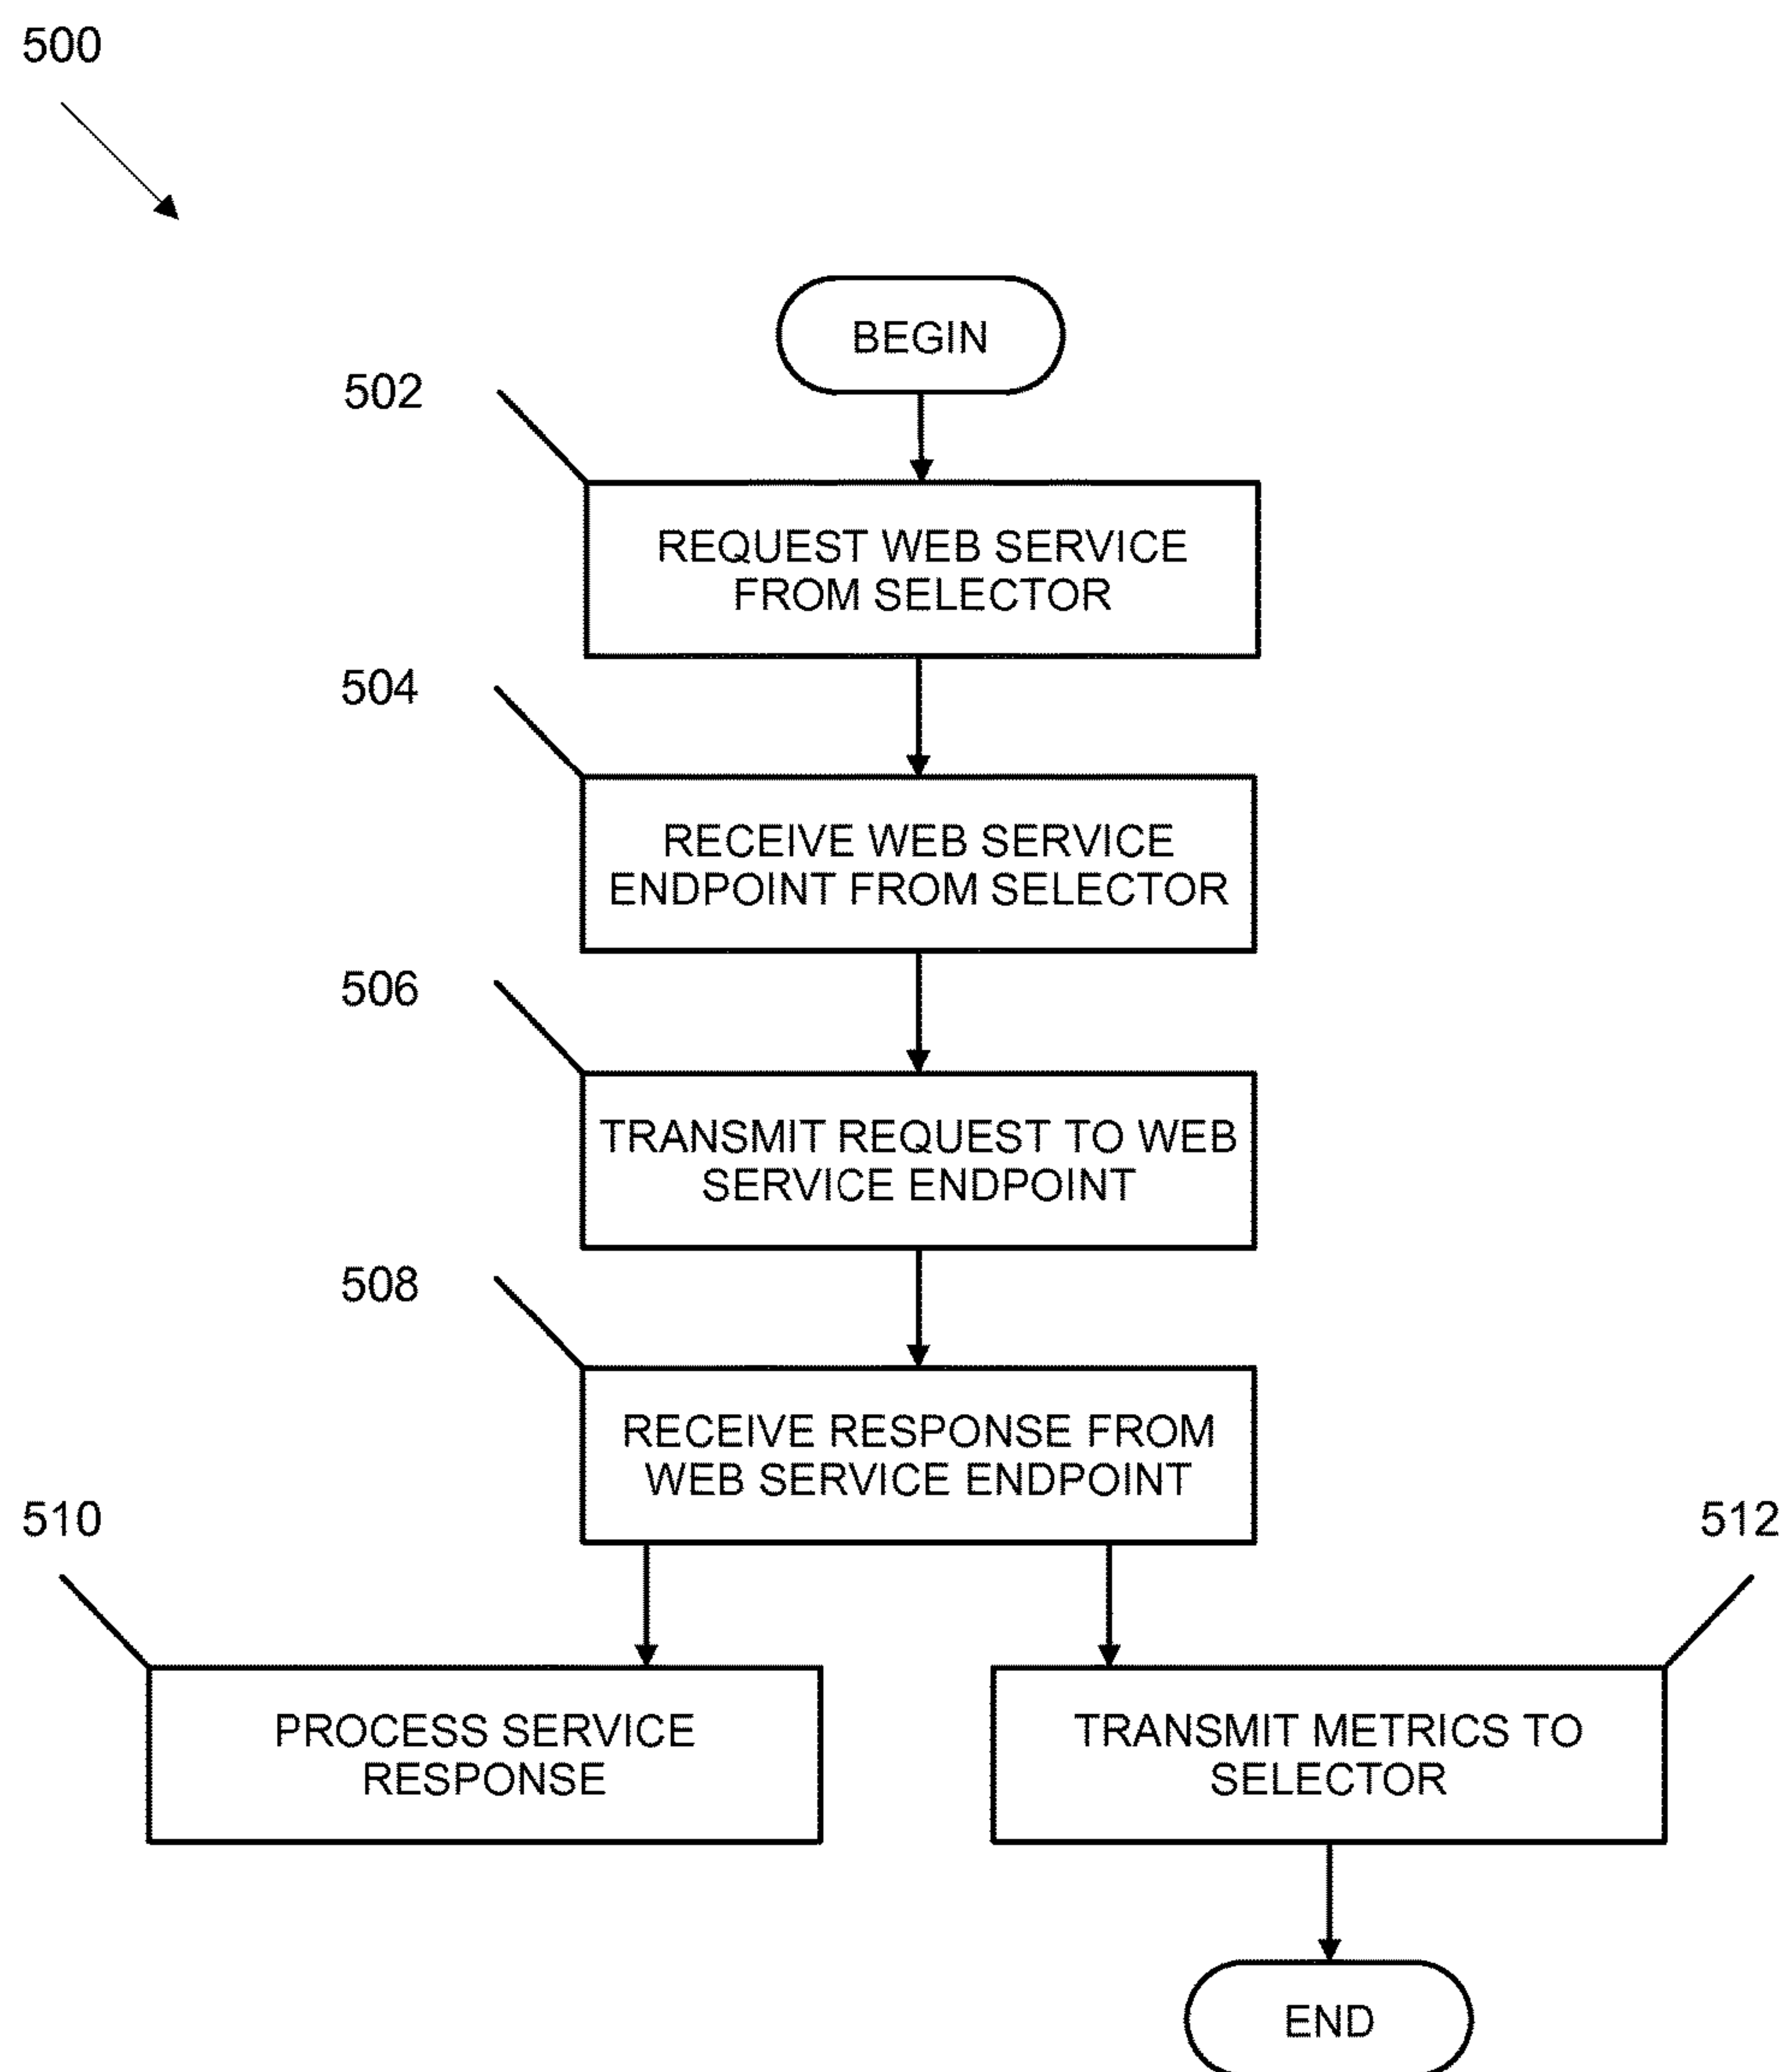 500
BEGIN
502
REQUEST WEB SERVICE
FROM SELECTOR
504
RECEIVE WEB SERVICE
ENDPOINT FROM SELECTOR
506
TRANSMIT REQUEST TO WEB
SERVICE ENDPOINT
508
RECEIVE RESPONSE FROM
WEB SERVICE ENDPOINT
510
512
PROCESS SERVICE
RESPONSE
TRANSMIT METRICS TO
SELECTOR
END